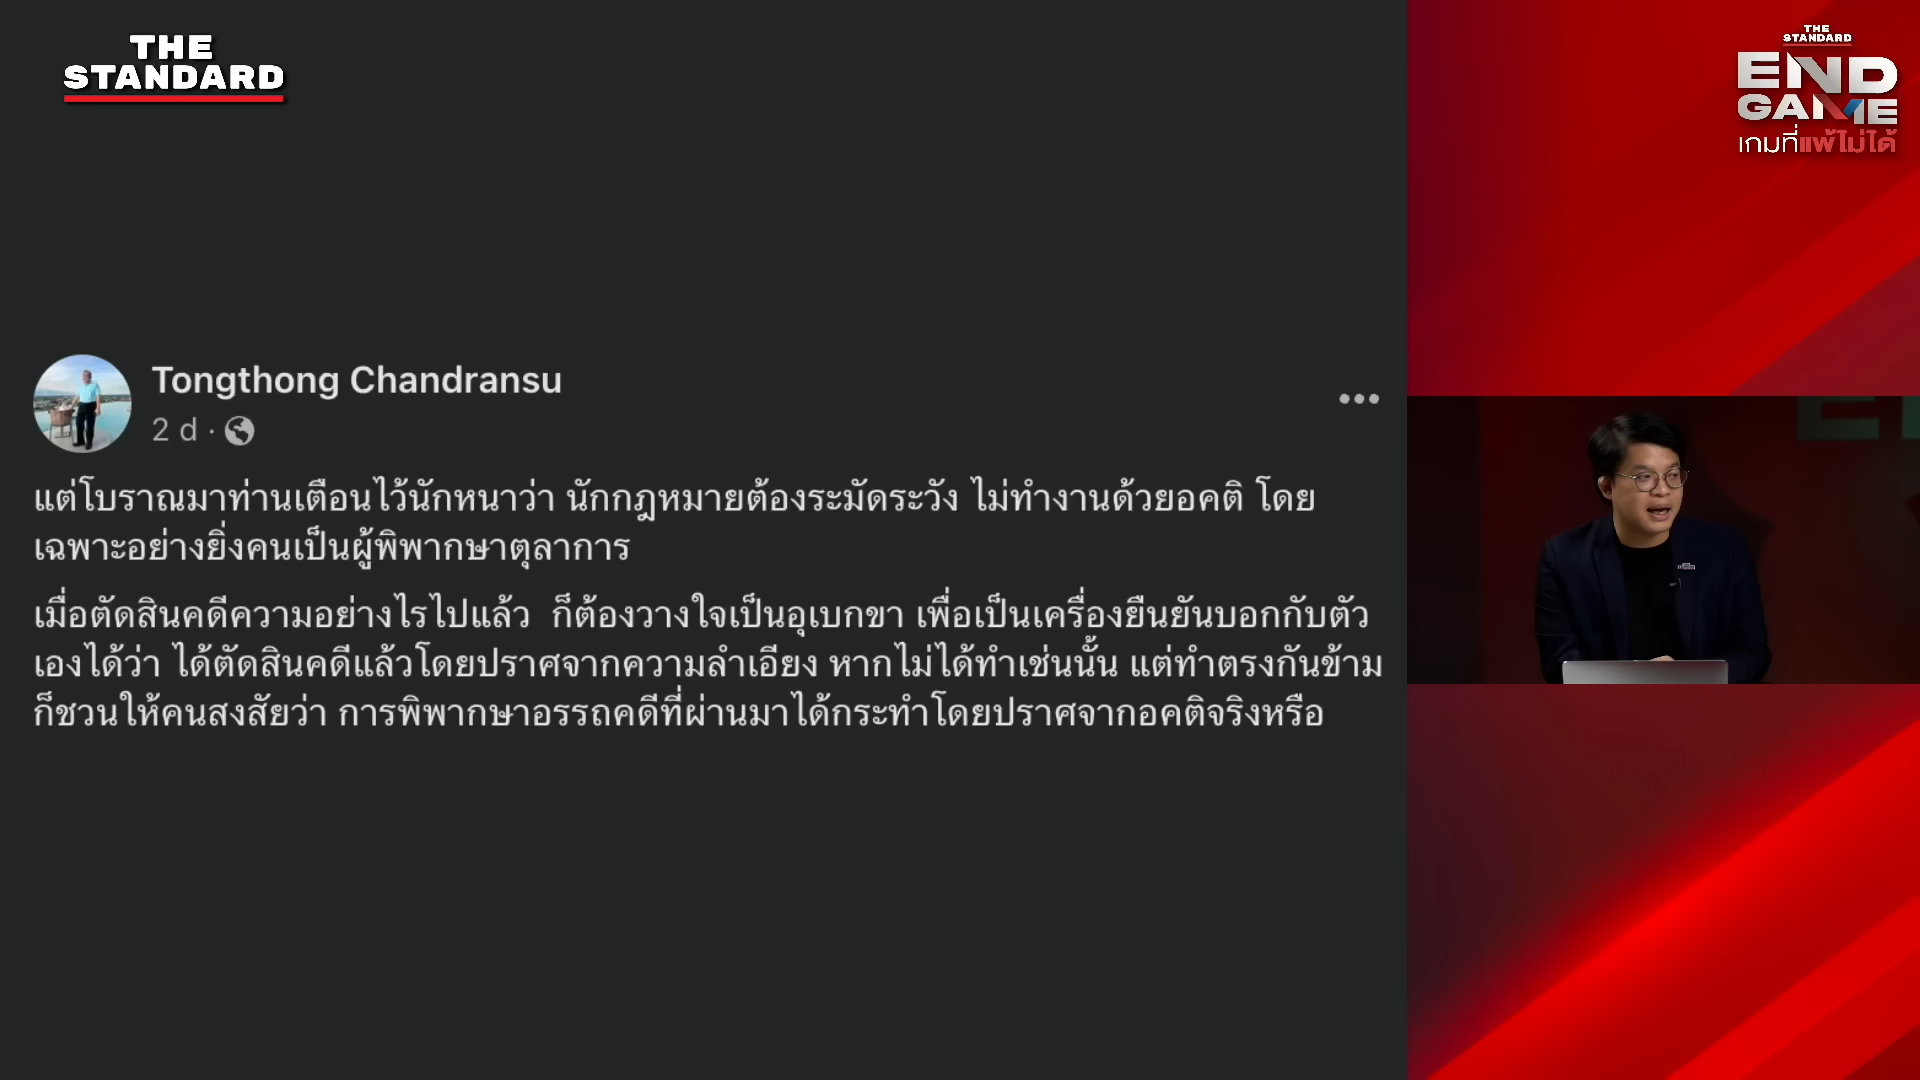 THE
STANDARD
THE
STANDARD
END
GAME
เกมที่แพ้ไม่ได้
Tongthong Chandransu
2 d ·
แต่โบราณมาท่านเตือนไว้นักหนาว่า นักกฎหมายต้องระมัดระวัง ไม่ทำงานด้วยอคติ โดย
เฉพาะอย่างยิ่งคนเป็นผู้พิพากษาตุลาการ
เมื่อตัดสินคดีความอย่างไรไปแล้ว ก็ต้องวางใจเป็นอุเบกขา เพื่อเป็นเครื่องยืนยันบอกกับตัว
เองได้ว่า ได้ตัดสินคดีแล้วโดยปราศจากความลำเอียง หากไม่ได้ทำเช่นนั้น แต่ทำตรงกันข้าม
ก็ชวนให้คนสงสัยว่า การพิพากษาอรรถคดีที่ผ่านมาได้กระทำโดยปราศจากอคติจริงหรือ